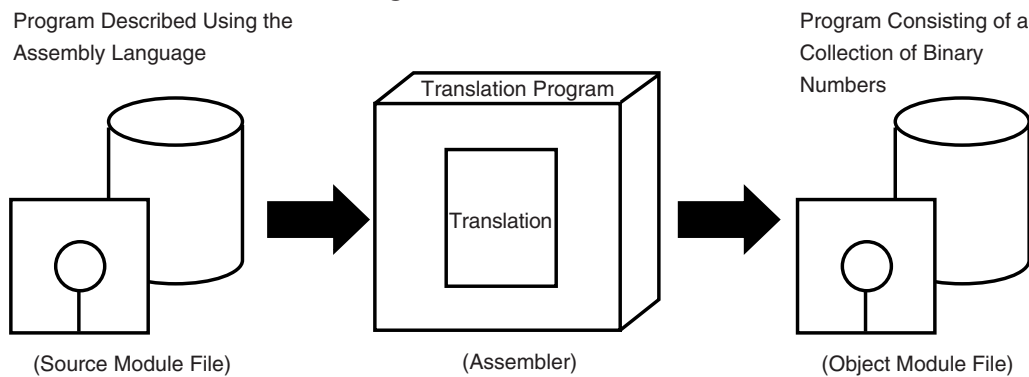 Program Described Using the
Assembly Language
Translation Program
Translation
Program Consisting of a
Collection of Binary
Numbers
(Source Module File)
(Assembler)
(Object Module File)